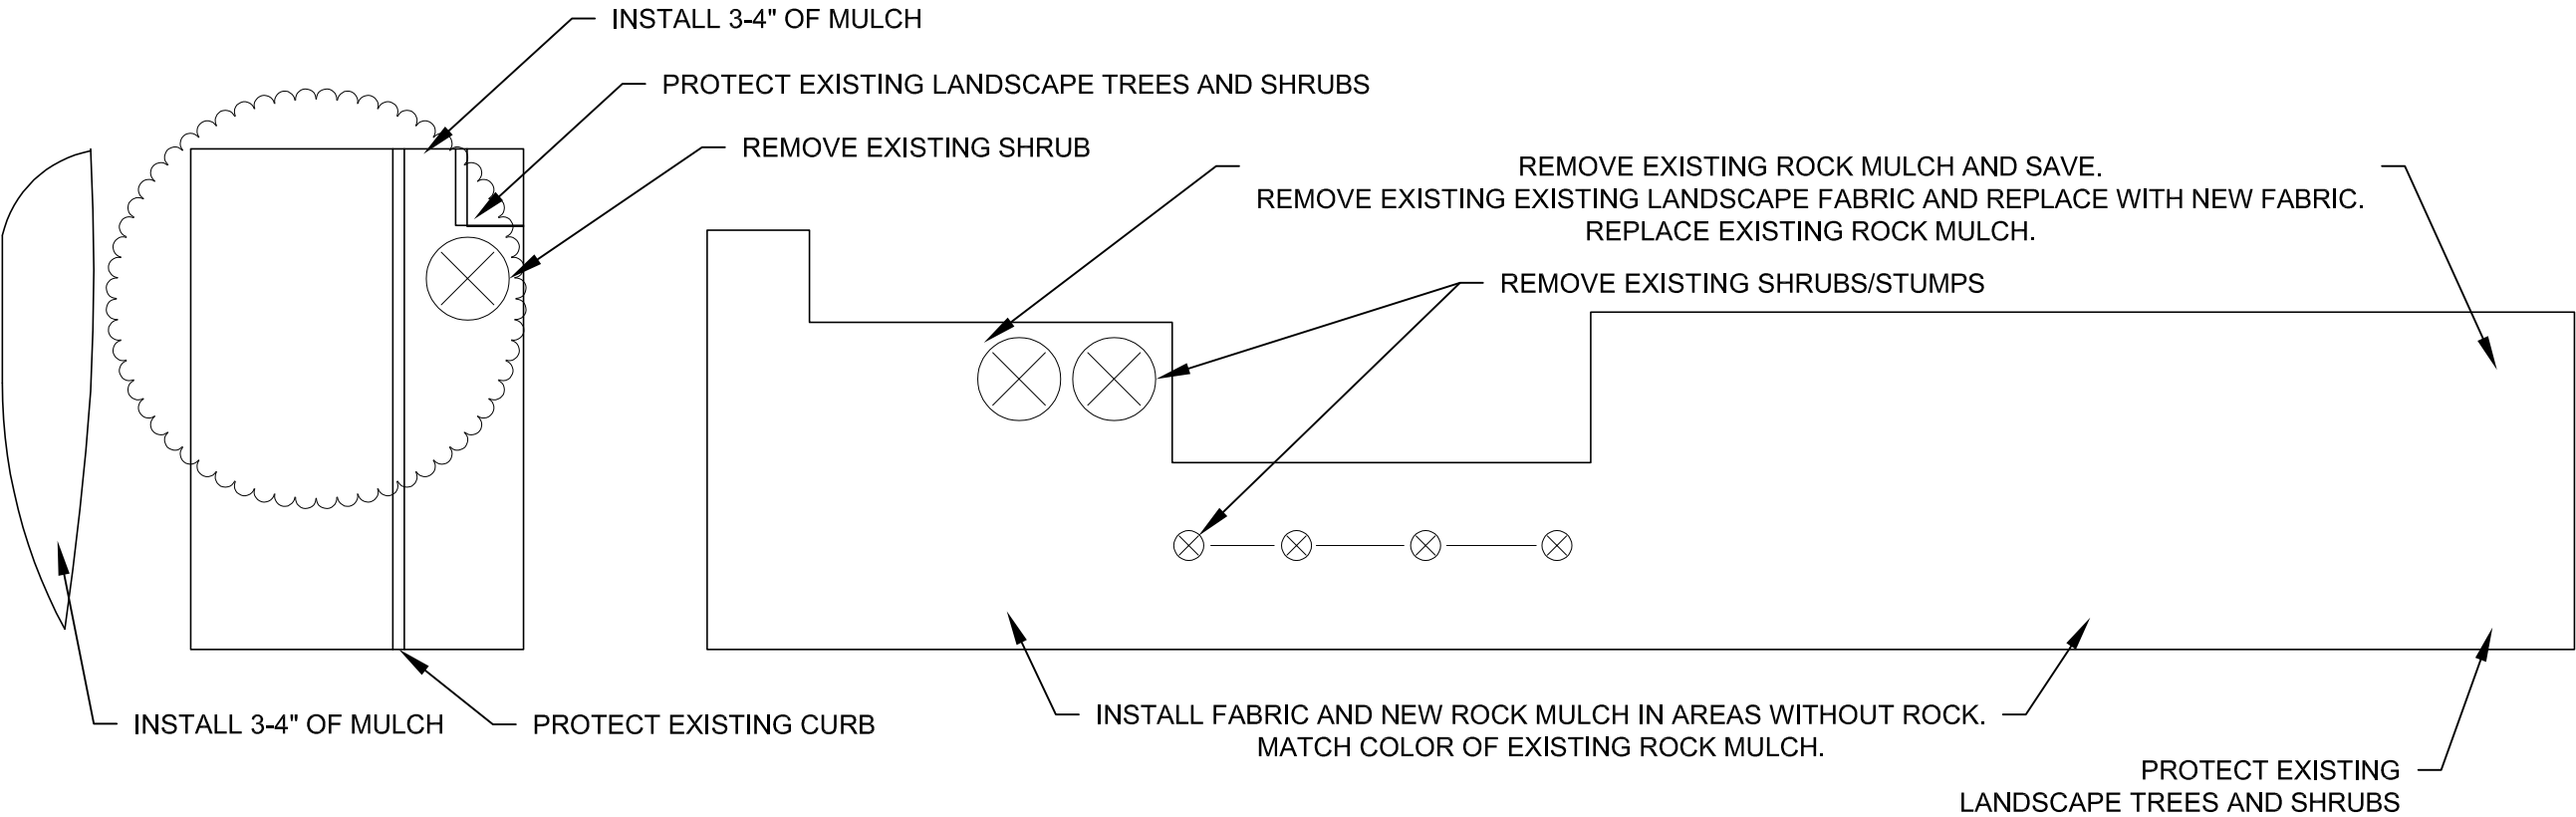 INSTALL 3-4" OF MULCH
PROTECT EXISTING LANDSCAPE TREES AND SHRUBS
REMOVE EXISTING SHRUB
REMOVE EXISTING ROCK MULCH AND SAVE.
REMOVE EXISTING EXISTING LANDSCAPE FABRIC AND REPLACE WITH NEW FABRIC.
REPLACE EXISTING ROCK MULCH.
REMOVE EXISTING SHRUBS/STUMPS
INSTALL 3-4" OF MULCH
PROTECT EXISTING CURB
INSTALL FABRIC AND NEW ROCK MULCH IN AREAS WITHOUT ROCK.
MATCH COLOR OF EXISTING ROCK MULCH.
PROTECT EXISTING
LANDSCAPE TREES AND SHRUBS